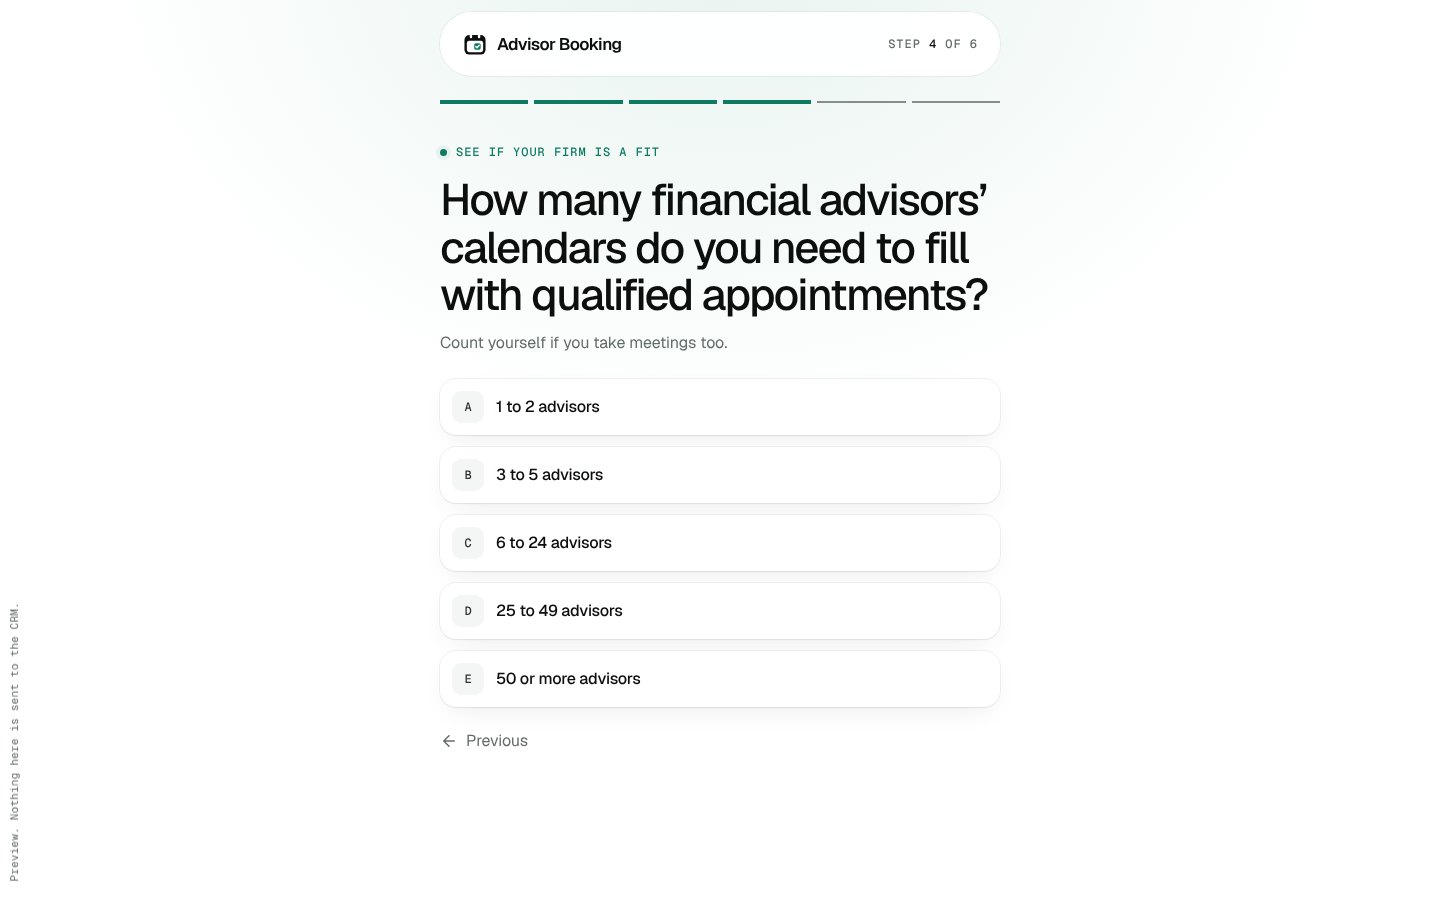 Advisor Booking
STEP 4 OF 6
SEE IF YOUR FIRM IS A FIT
How many financial advisors’
calendars do you need to fill
with qualified appointments?
Count yourself if you take meetings too.
A 1 to 2 advisors
B 3 to 5 advisors
C 6 to 24 advisors
D 25 to 49 advisors
E 50 or more advisors
Previous
Preview. Nothing here is sent to the CRM.